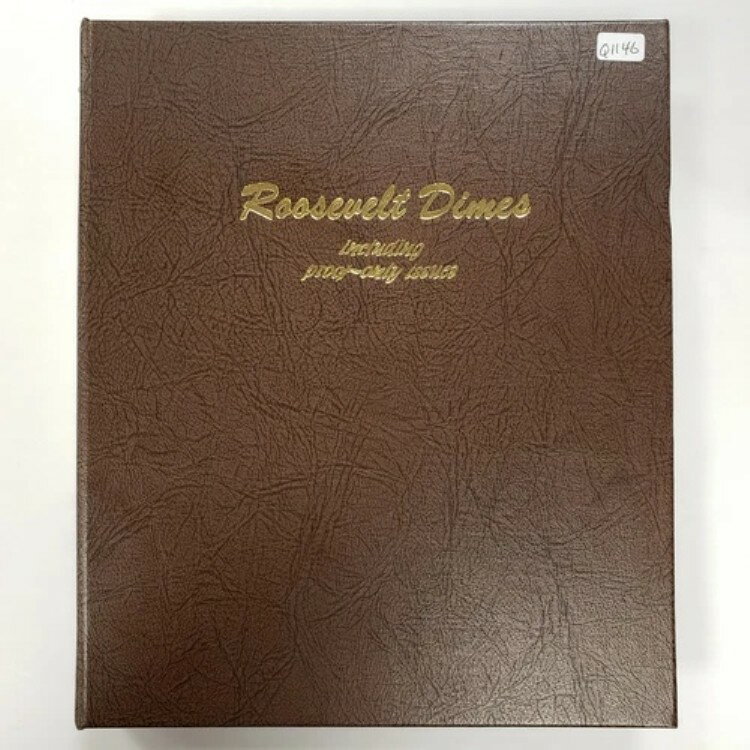 Q1146
Roosevelt Dimes
including
proof-only issues